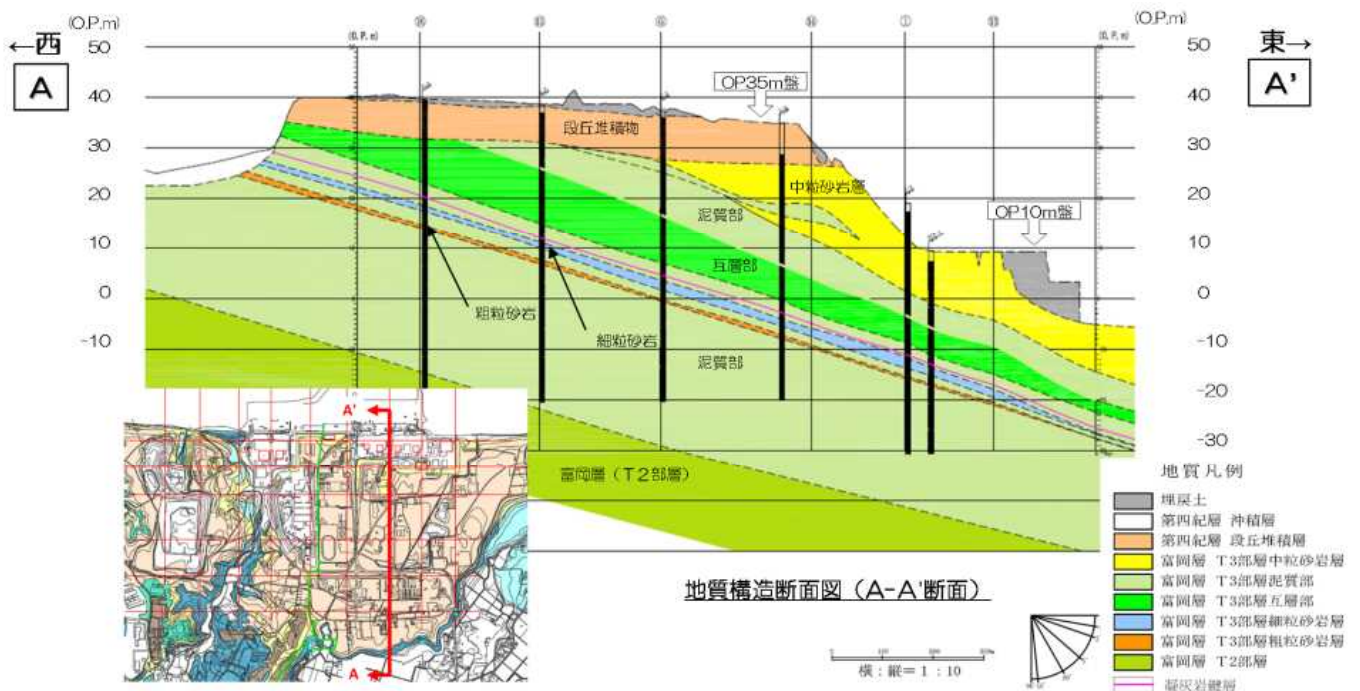 (O.P.m)
(O.P.m)
←西
東→
A
A'
50
40
30
20
10
0
-10
50
40
30
20
10
0
-10
-20
-30
(O.P.m)
(O.P.m)
①
OP35m盤
OP10m盤
段丘堆積物
中粒砂岩層
泥質部
互層部
粗粒砂岩
細粒砂岩
泥質部
富岡層(T2部層)
A'
A
地質構造断面図(A-A'断面)
横:縦=1:10
地質凡例
埋戻土
第四紀層 沖積層
第四紀層 段丘堆積層
富岡層 T3部層中粒砂岩層
富岡層 T3部層泥質部
富岡層 T3部層互層部
富岡層 T3部層細粒砂岩層
富岡層 T3部層粗粒砂岩層
富岡層 T2部層
凝灰岩鍵層